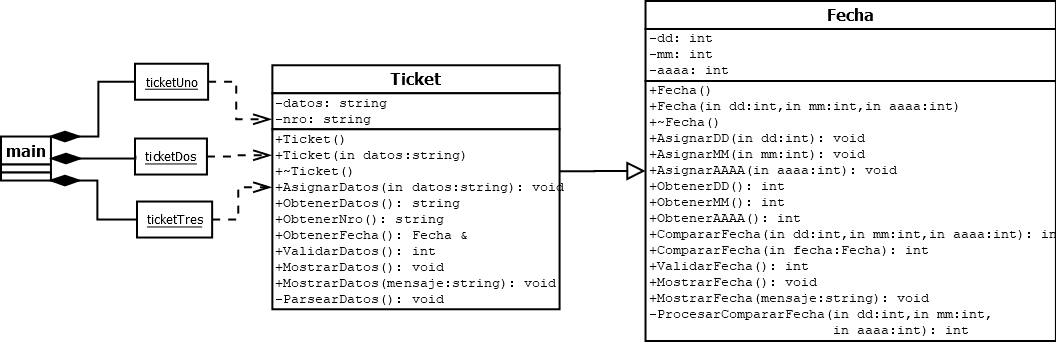 main
ticketUno
ticketDos
ticketTres
Ticket
-datos: string
-nro: string
+Ticket()
+Ticket(in datos:string)
+~Ticket()
+AsignarDatos(in datos:string): void
+ObtenerDatos(): string
+ObtenerNro(): string
+ObtenerFecha(): Fecha &
+ValidarDatos(): int
+MostrarDatos(): void
+MostrarDatos(mensaje:string): void
-ParsearDatos(): void
Fecha
-dd: int
-mm: int
-aaaa: int
+Fecha()
+Fecha(in dd:int,in mm:int,in aaaa:int)
+~Fecha()
+AsignarDD(in dd:int): void
+AsignarMM(in mm:int): void
+AsignarAAAA(in aaaa:int): void
+ObtenerDD(): int
+ObtenerMM(): int
+ObtenerAAAA(): int
+CompararFecha(in dd:int,in mm:int,in aaaa:int): in
+CompararFecha(in fecha:Fecha): int
+ValidarFecha(): int
+MostrarFecha(): void
+MostrarFecha(mensaje:string): void
-ProcesarCompararFecha(in dd:int,in mm:int,
in aaaa:int): int